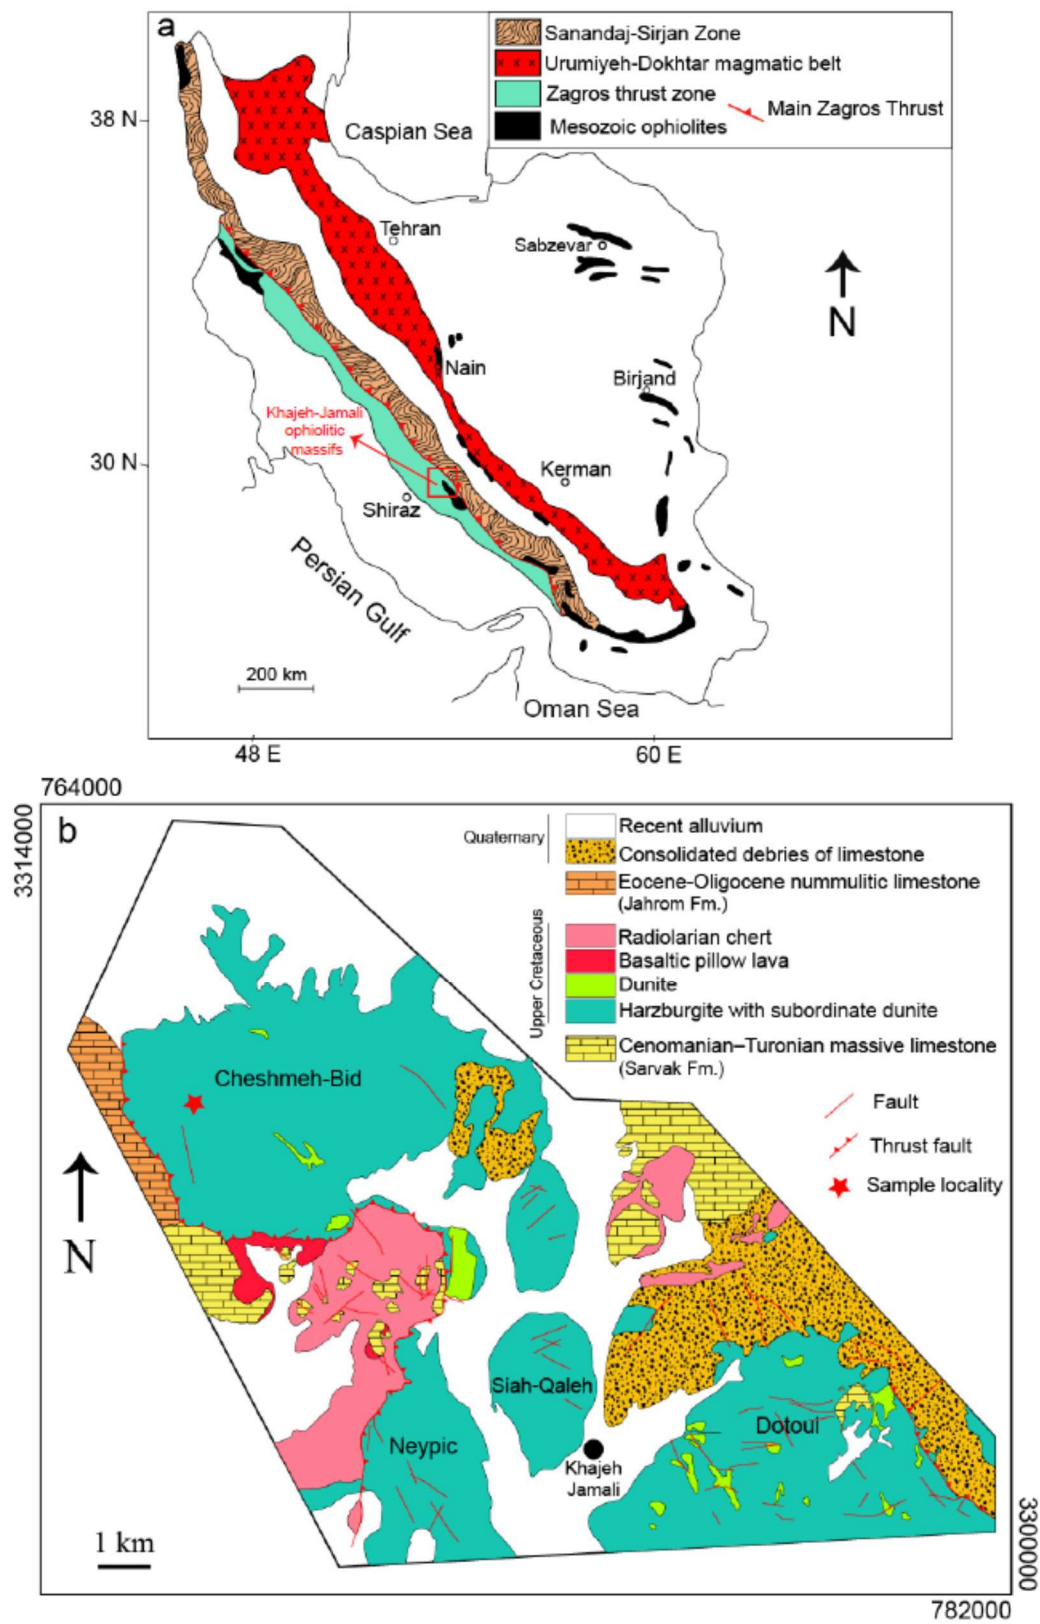 a
Sanandaj-Sirjan Zone
Urumiyeh-Dokhtar magmatic belt
Zagros thrust zone
Main Zagros Thrust
Mesozoic ophiolites
38 N
Caspian Sea
Tehran
Sabzevar
N
Nain
Birjand
Khajeh-Jamali
ophiolitic
massifs
30 N
Kerman
Shiraz
Persian Gulf
200 km
Oman Sea
48 E
60 E
764000
3314000
b
Quaternary
Recent alluvium
Consolidated debries of limestone
Eocene-Oligocene nummulitic limestone
(Jahrom Fm.)
Upper Cretaceous
Radiolarian chert
Basaltic pillow lava
Dunite
Harzburgite with subordinate dunite
Cenomanian–Turonian massive limestone
(Sarvak Fm.)
Fault
Thrust fault
Sample locality
Cheshmeh-Bid
N
Siah-Qaleh
Dotoui
Neypic
Khajeh
Jamali
1 km
3300000
782000